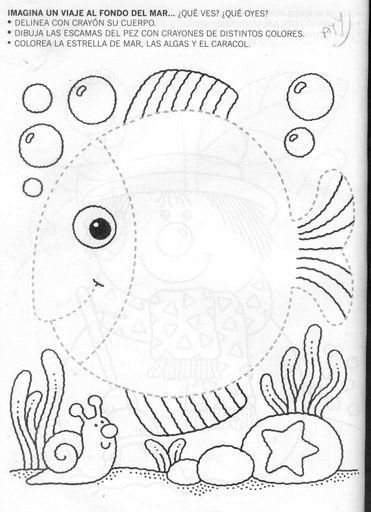 IMAGINA UN VIAJE AL FONDO DEL MAR... ¿QUÉ VES? ¿QUÉ OYES?
• DELINEA CON CRAYÓN SU CUERPO.
• DIBUJA LAS ESCAMAS DEL PEZ CON CRAYONES DE DISTINTOS COLORES.
• COLOREA LA ESTRELLA DE MAR, LAS ALGAS Y EL CARACOL.